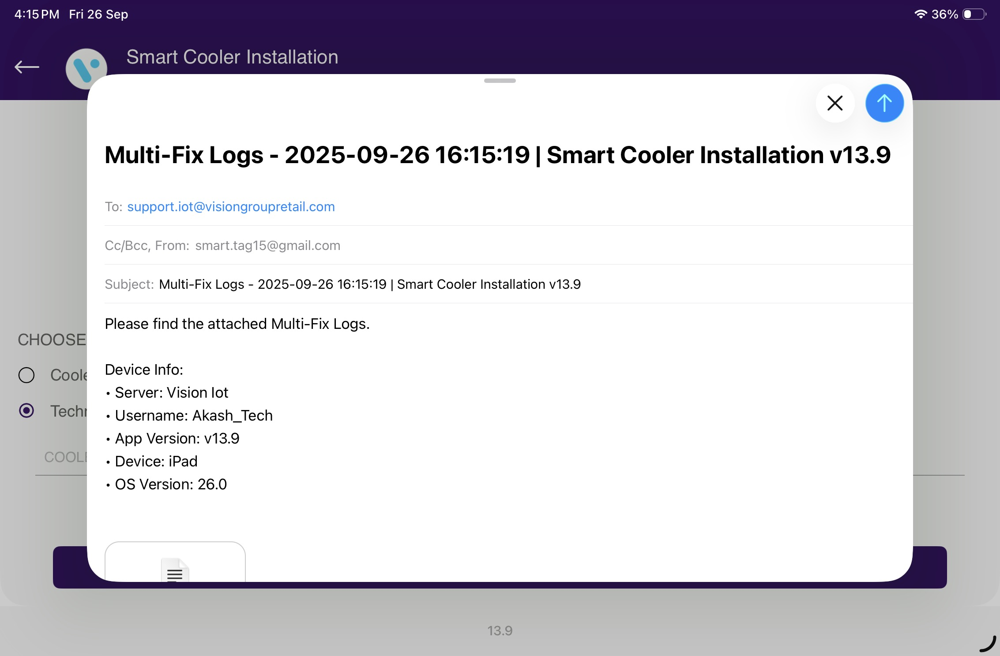 4:15 PM Fri 26 Sep
36%
Smart Cooler Installation
Multi-Fix Logs - 2025-09-26 16:15:19 | Smart Cooler Installation v13.9
To: support.iot@visiongroupretail.com
Cc/Bcc, From: smart.tag15@gmail.com
Subject: Multi-Fix Logs - 2025-09-26 16:15:19 | Smart Cooler Installation v13.9
Please find the attached Multi-Fix Logs.
Device Info:
• Server: Vision Iot
• Username: Akash_Tech
• App Version: v13.9
• Device: iPad
• OS Version: 26.0
CHOOSE
13.9